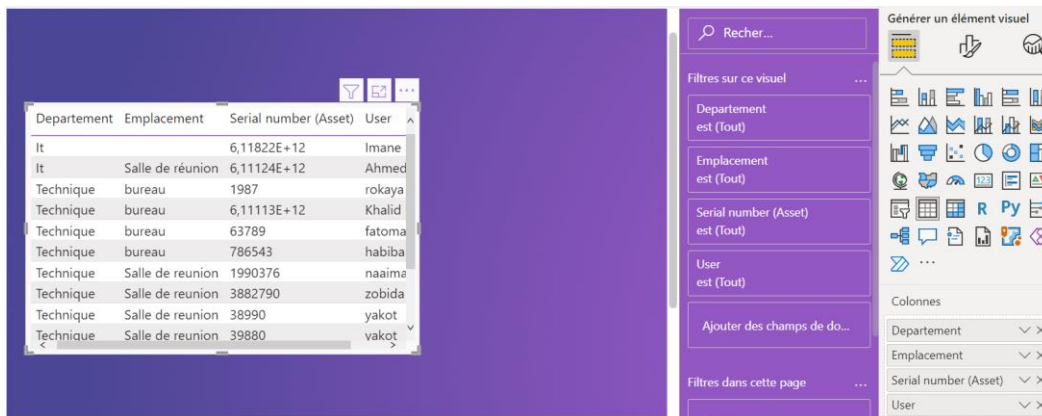 Departement Emplacement Serial number (Asset) User
It 6,11822E+12 Imane
It Salle de réunion 6,11124E+12 Ahmed
Technique bureau 1987 rokaya
Technique bureau 6,11113E+12 Khalid
Technique bureau 63789 fatoma
Technique bureau 786543 habiba
Technique Salle de reunion 1990376 naaima
Technique Salle de reunion 3882790 zobida
Technique Salle de reunion 38990 yakot
Technique Salle de reunion 39880 yakot
Recher...
Filtres sur ce visuel ...
Departement
est (Tout)
Emplacement
est (Tout)
Serial number (Asset)
est (Tout)
User
est (Tout)
Ajouter des champs de do...
Filtres dans cette page ...
Générer un élément visuel
123
R Py
...
Colonnes
Departement
Emplacement
Serial number (Asset)
User